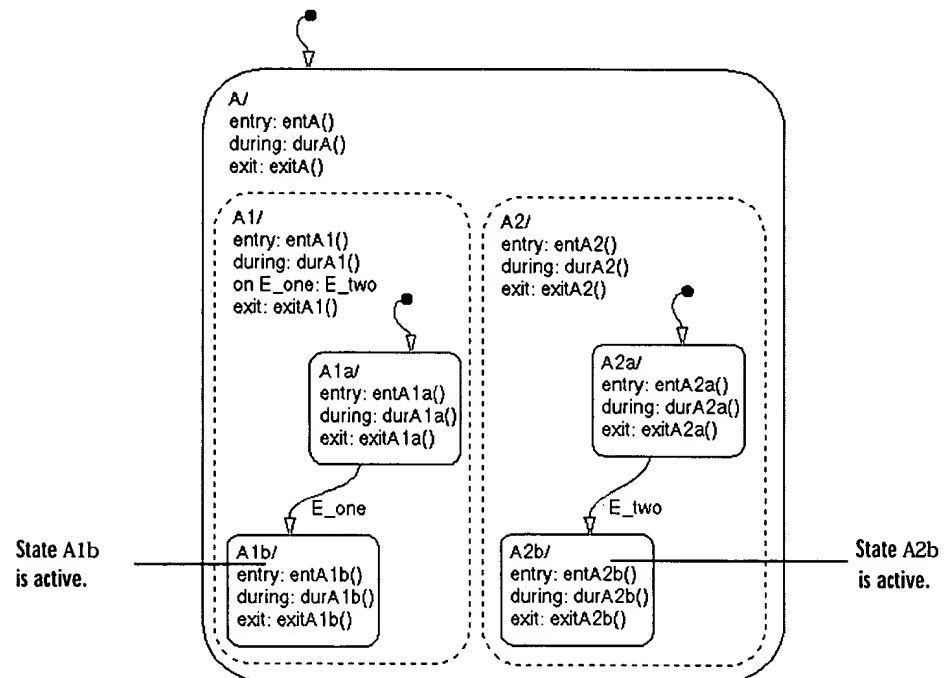 A/
entry: entA()
during: durA()
exit: exitA()
A1/
entry: entA1()
during: durA1()
on E_one: E_two
exit: exitA1()
A1a/
entry: entA1a()
during: durA1a()
exit: exitA1a()
E_one
A1b/
entry: entA1b()
during: durA1b()
exit: exitA1b()
A2/
entry: entA2()
during: durA2()
exit: exitA2()
A2a/
entry: entA2a()
during: durA2a()
exit: exitA2a()
E_two
A2b/
entry: entA2b()
during: durA2b()
exit: exitA2b()
State A1b
is active.
State A2b
is active.